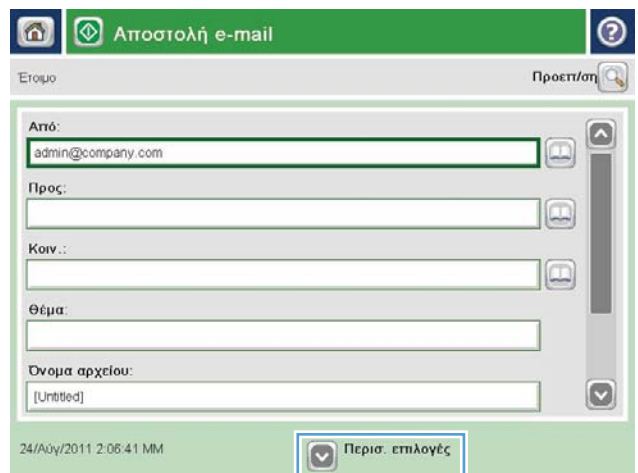 Αποστολή e-mail
Έτοιμο Προεπ/ση
Από:
admin@company.com
Προς:
Κοιν.:
Θέμα:
Όνομα αρχείου:
[Untitled]
24/Αύγ/2011 2:06:41 MM Περισ. επιλογές